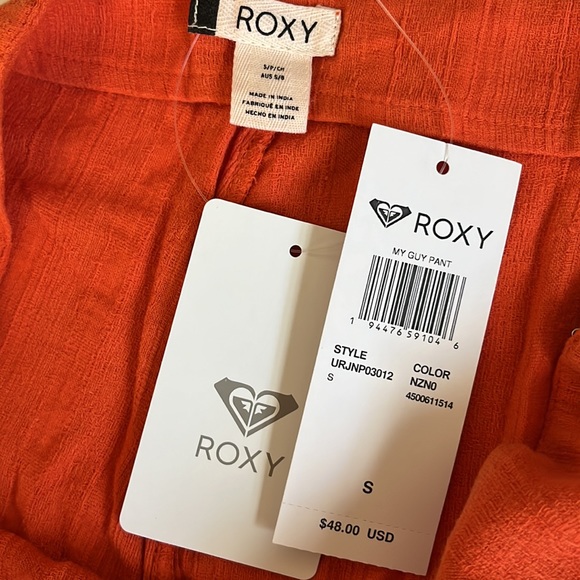 ROXY
S/P/CH
AUS S/8
MADE IN INDIA
FABRIQUÉ EN INDE
HECHO EN INDIA
ROXY
MY GUY PANT
1 94476 59104 6
STYLE COLOR
URJNP03012 NZN0
S 4500611514
S
$48.00 USD
ROXY